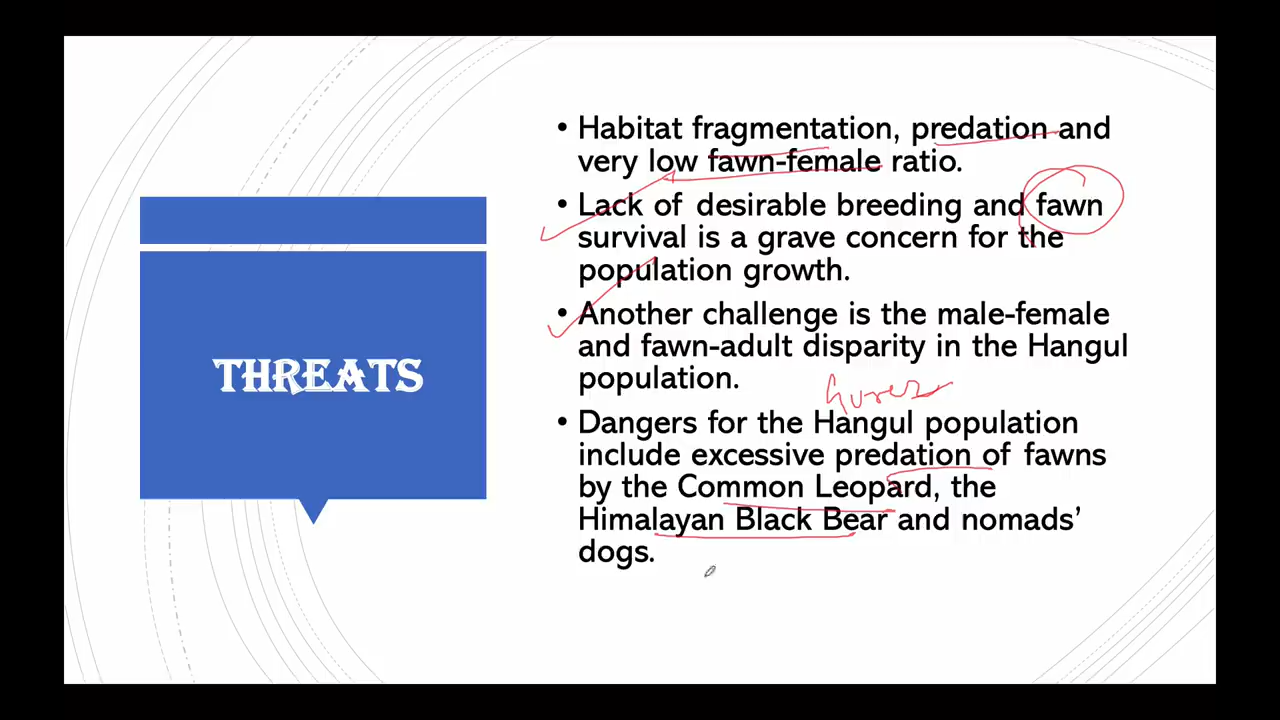 THREATS
• Habitat fragmentation, predation and
very low fawn-female ratio.
• Lack of desirable breeding and fawn
survival is a grave concern for the
population growth.
• Another challenge is the male-female
and fawn-adult disparity in the Hangul
population.
Gurez
• Dangers for the Hangul population
include excessive predation of fawns
by the Common Leopard, the
Himalayan Black Bear and nomads’
dogs.